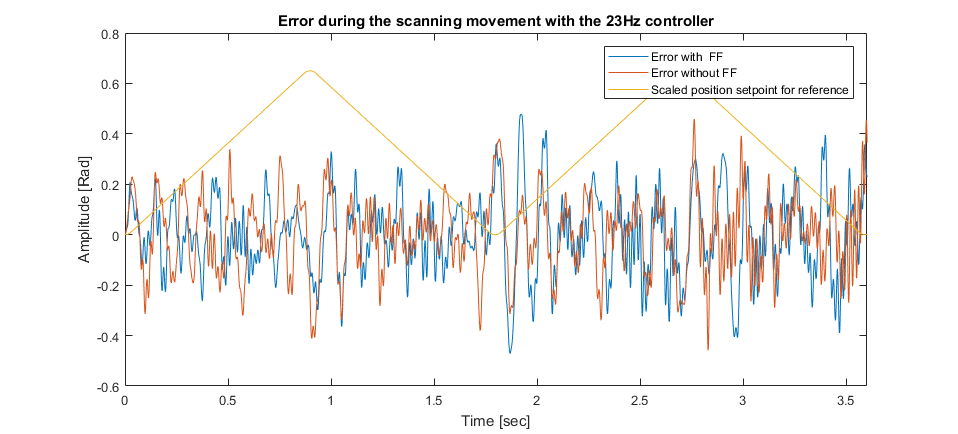 Error during the scanning movement with the 23Hz controller
0.8
0.6
0.4
0.2
0
-0.2
-0.4
-0.6
Amplitude [Rad]
Error with  FF
Error without FF
Scaled position setpoint for reference
0
0.5
1
1.5
2
2.5
3
3.5
Time [sec]